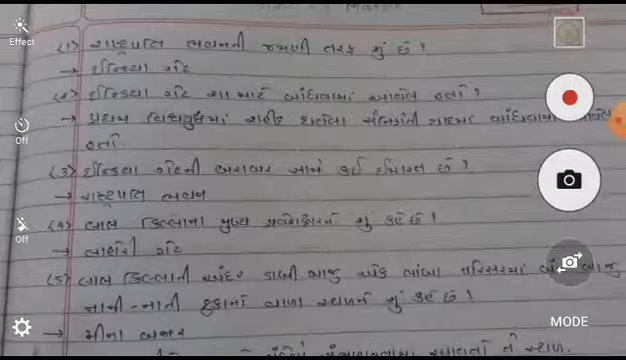 Effect
Off
Off
MODE
(1) રાષ્ટ્રપતિ ભવનની જમણી તરફ શું છે?
→ ઈન્ડિયા ગેટ
(2) ઈન્ડિયા ગેટ શા માટે બાંધવામાં આવેલ હતો?
→ પ્રથમ વિશ્વયુદ્ધમાં શહીદ થયેલા સૈનિકોની યાદમાં બાંધવામાં આવેલ
હતો
(3) ઈન્ડિયા ગેટની બરાબર સામે કઈ ઈમારત છે?
→ રાષ્ટ્રપતિ ભવન
(4) લાલ કિલ્લાના મુખ્ય પ્રવેશદ્વારને શું કહે છે?
→ લાહોરી ગેટ
(5) લાલ કિલ્લાની અંદર ડાબી બાજુ એક લાંબા પરિસરમાં બંને બાજુ
નાની-નાની દુકાનો વાળા સ્થળને શું કહે છે?
→ મીના બજાર